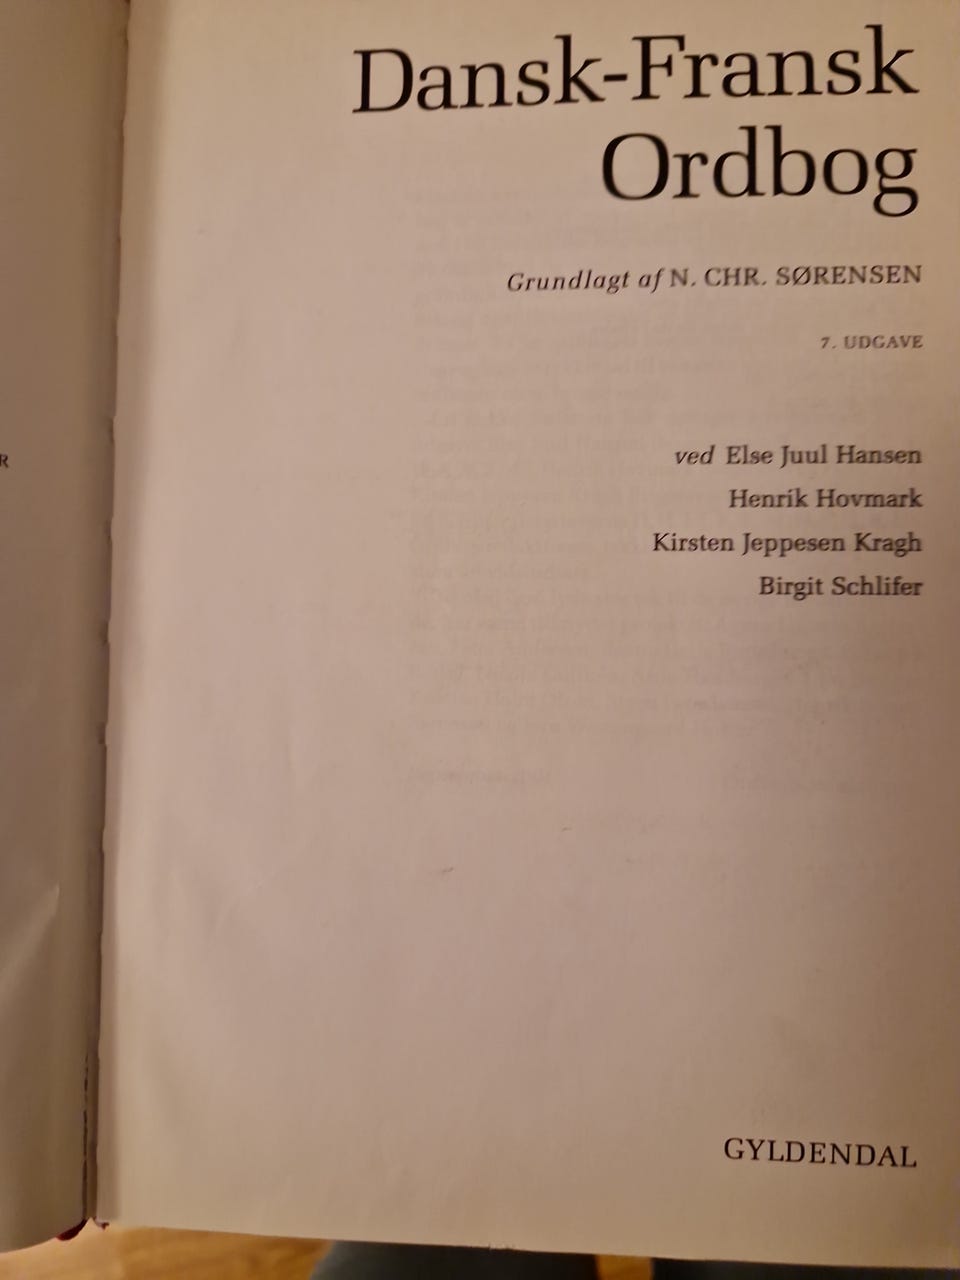 Dansk-Fransk
Ordbog
Grundlagt af N. CHR. SØRENSEN
7. UDGAVE
ved Else Juul Hansen
Henrik Hovmark
Kirsten Jeppesen Kragh
Birgit Schlifer
GYLDENDAL
R